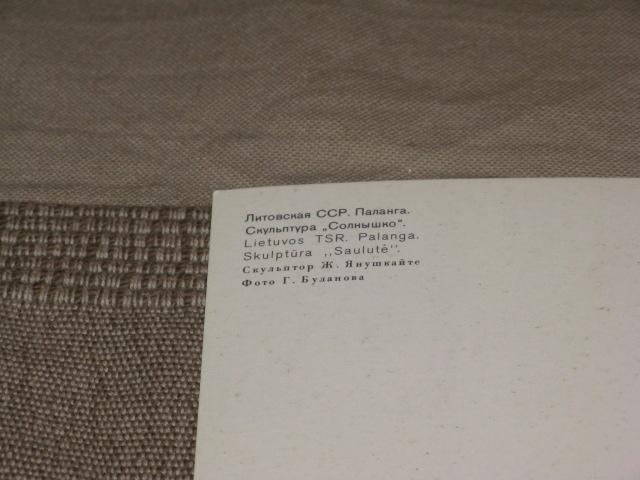 Литовская ССР. Паланга.
Скульптура „Солнышко".
Lietuvos TSR. Palanga.
Skulptūra ,,Saulutė".
Скульптор Ж. Янушкайте
Фото Г. Буланова